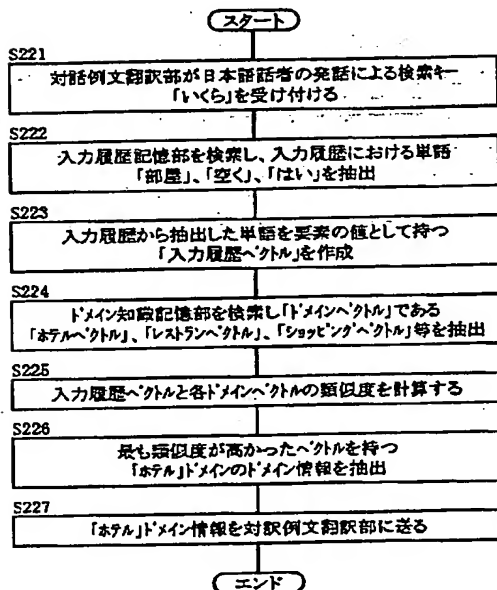 スタート
S221
対話例文翻訳部が日本語話者の発話による検索キー
「いくら」を受け付ける
S222
入力履歴記憶部を検索し、入力履歴における単語
「部屋」、「空く」、「はい」を抽出
S223
入力履歴から抽出した単語を要素の値として持つ
「入力履歴ベクトル」を作成
S224
ドメイン知識記憶部を検索し「ドメインベクトル」である
「ホテルベクトル」、「レストランベクトル」、「ショッピングベクトル」等を抽出
S225
入力履歴ベクトルと各ドメインベクトルの類似度を計算する
S226
最も類似度が高かったベクトルを持つ
「ホテル」ドメインのドメイン情報を抽出
S227
「ホテル」ドメイン情報を対訳例文翻訳部に送る
エンド